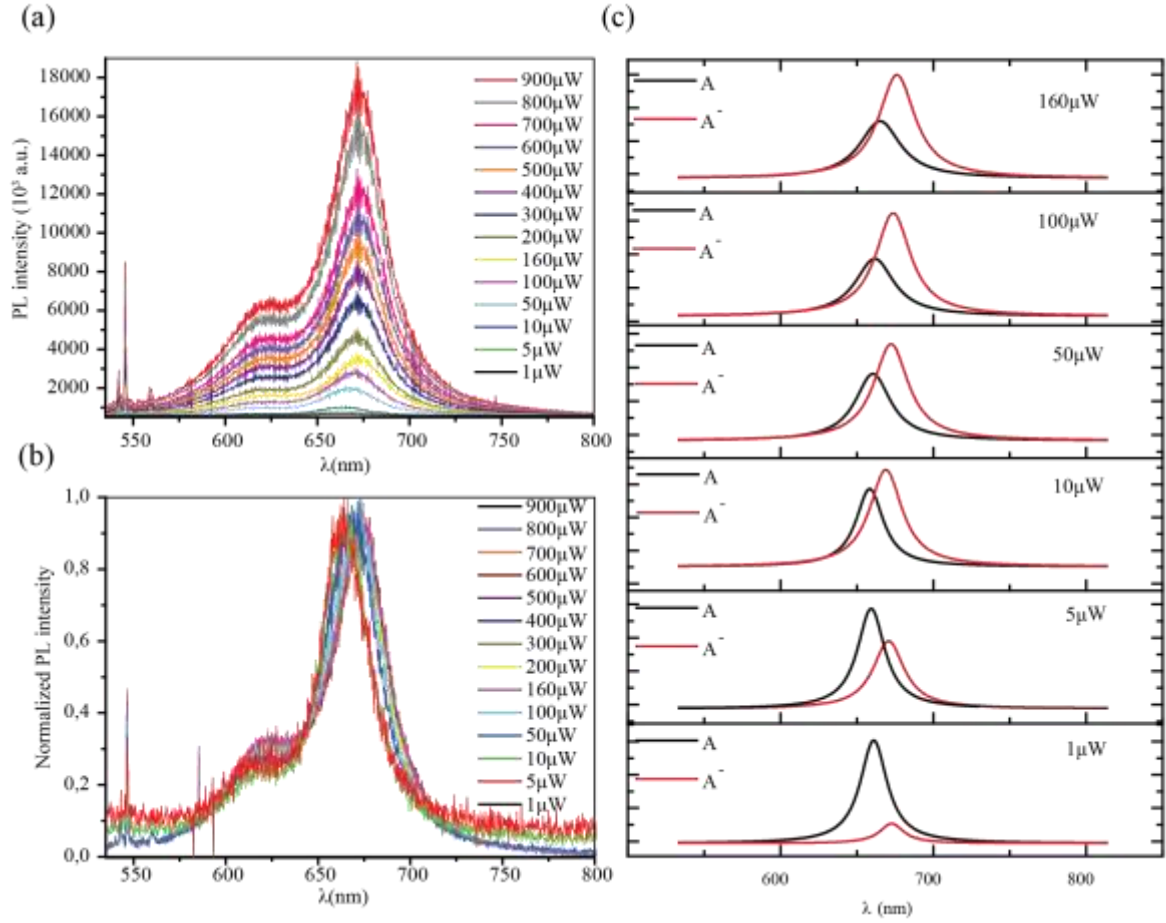 (a)
PL intensity (10³ a.u.)
18000
16000
14000
12000
10000
8000
6000
4000
2000
900µW
800µW
700µW
600µW
500µW
400µW
300µW
200µW
160µW
100µW
50µW
10µW
5µW
1µW
550 600 650 700 750 800
λ(nm)
(b)
Normalized PL intensity
1,0
0,8
0,6
0,4
0,2
0,0
900µW
800µW
700µW
600µW
500µW
400µW
300µW
200µW
160µW
100µW
50µW
10µW
5µW
1µW
550 600 650 700 750 800
λ(nm)
(c)
A
A⁻
160µW
A
A⁻
100µW
A
A⁻
50µW
A
A⁻
10µW
A
A⁻
5µW
A
A⁻
1µW
600 700 800
λ (nm)